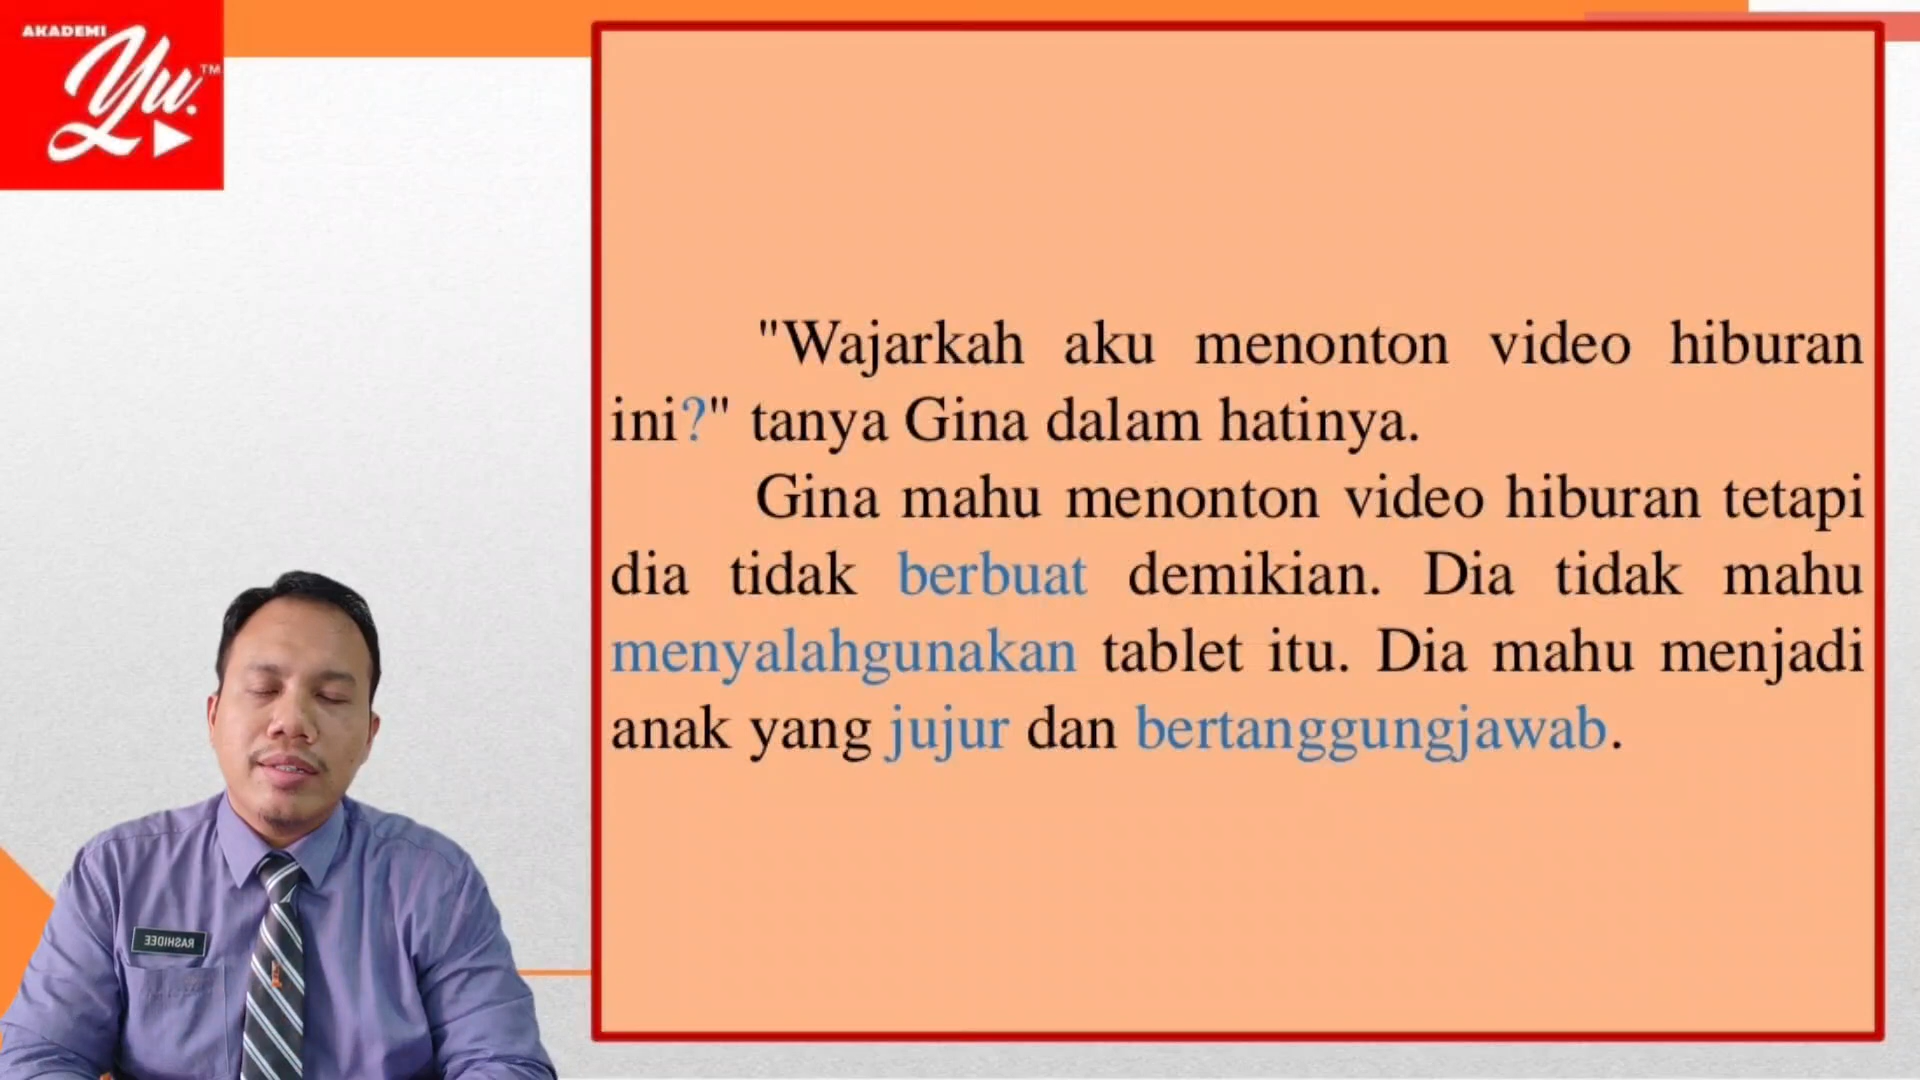 AKADEMI
Yu.™
"Wajarkah aku menonton video hiburan
ini?" tanya Gina dalam hatinya.
Gina mahu menonton video hiburan tetapi
dia tidak berbuat demikian. Dia tidak mahu
menyalahgunakan tablet itu. Dia mahu menjadi
anak yang jujur dan bertanggungjawab.
RASHIDEE